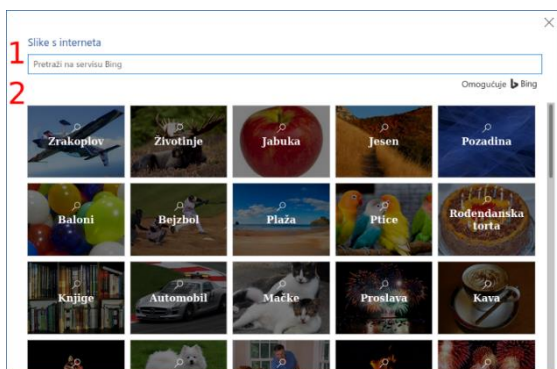 1
Slike s interneta
Pretraži na servisu Bing
2
Omogućuje Bing
Zrakoplov
Životinje
Jabuka
Jesen
Pozadina
Baloni
Bejzbol
Plaža
Ptice
Rođendanska
torta
Knjige
Automobil
Mačke
Proslava
Kava